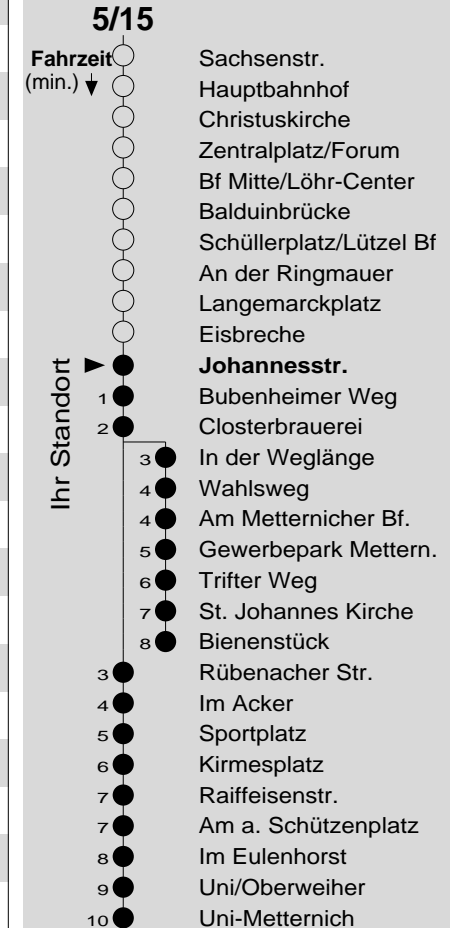 5/15
Fahrzeit
(min.)
Sachsenstr.
Hauptbahnhof
Christuskirche
Zentralplatz/Forum
Bf Mitte/Löhr-Center
Balduinbrücke
Schüllerplatz/Lützel Bf
An der Ringmauer
Langemarckplatz
Eisbreche
Ihr Standort
Johannesstr.
1 Bubenheimer Weg
2 Closterbrauerei
3 In der Weglänge
4 Wahlsweg
4 Am Metternicher Bf.
5 Gewerbepark Mettern.
6 Trifter Weg
7 St. Johannes Kirche
8 Bienenstück
3 Rübenacher Str.
4 Im Acker
5 Sportplatz
6 Kirmesplatz
7 Raiffeisenstr.
7 Am a. Schützenplatz
8 Im Eulenhorst
9 Uni/Oberweiher
10 Uni-Metternich